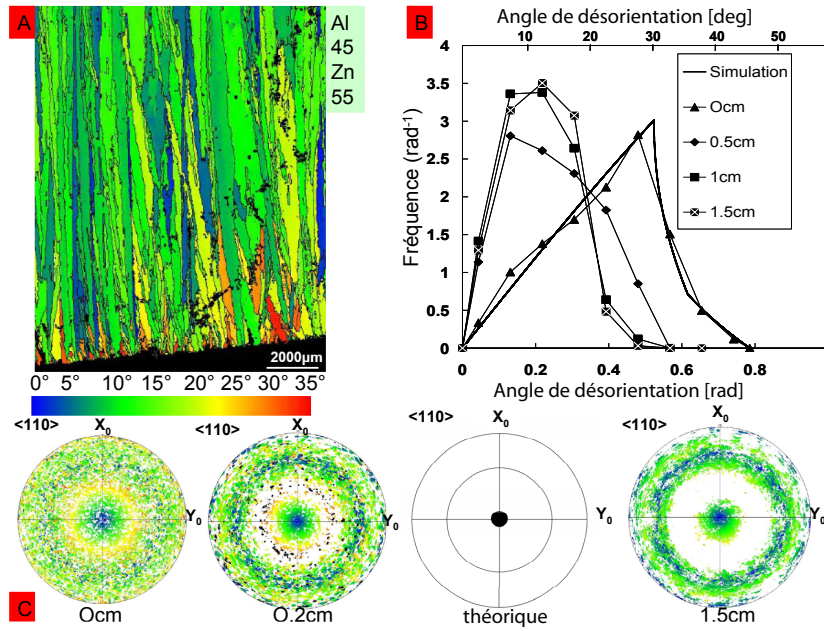 A
Al
45
Zn
55
2000µm
0° 5° 10° 15° 20° 25° 30° 35°
B
Angle de désorientation [deg]
0 10 20 30 40 50
Fréquence (rad⁻¹)
4
3.5
3
2.5
2
1.5
1
0.5
0
Simulation
Ocm
0.5cm
1cm
1.5cm
0 0.2 0.4 0.6 0.8 1
Angle de désorientation [rad]
<110> X₀ <110> X₀ <110> X₀ <110> X₀
Y₀ Y₀ Y₀ Y₀
C
Ocm O.2cm théorique 1.5cm